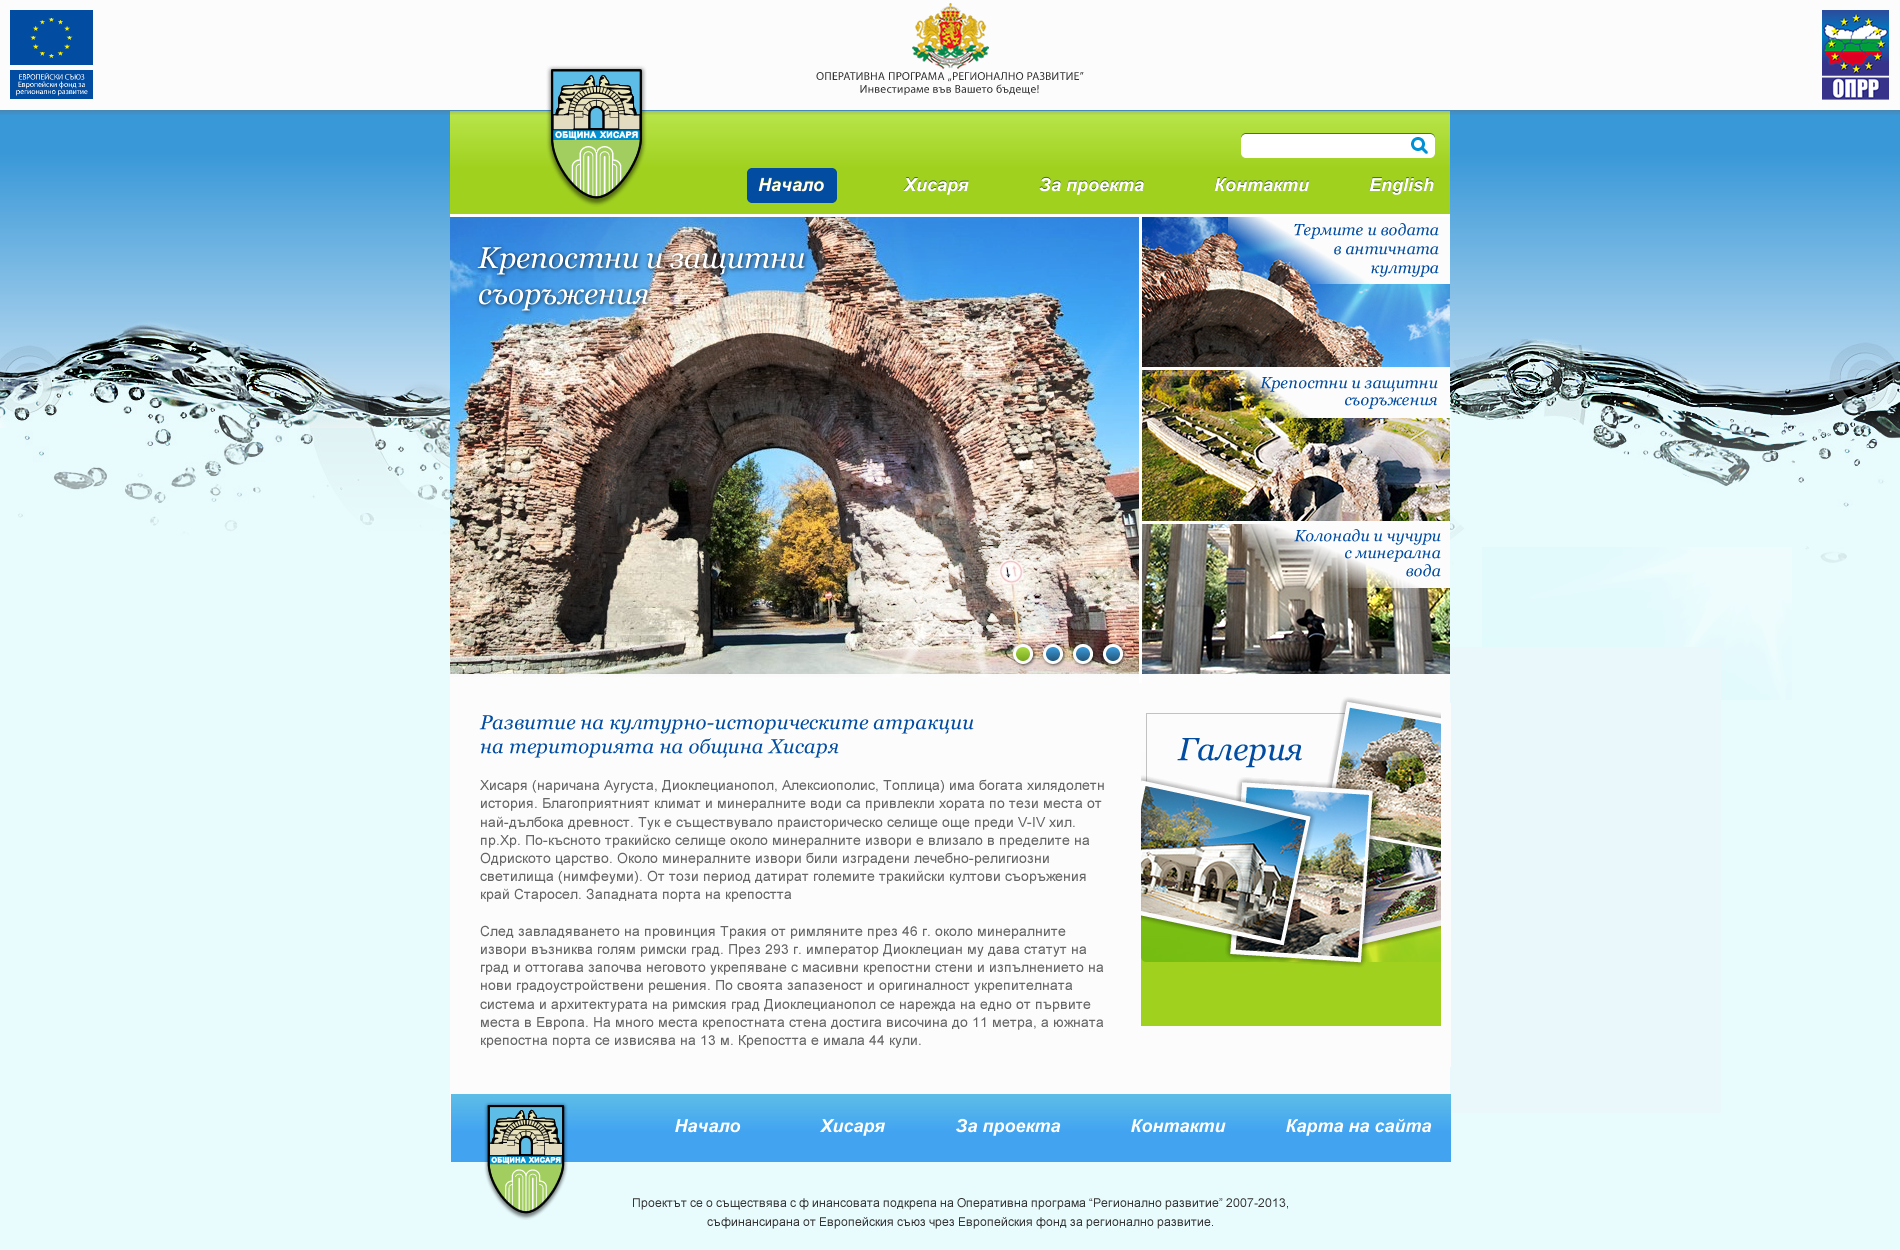 ЕВРОПЕЙСКИ СЪЮЗ
Европейски фонд за
регионално развитие
ОПЕРАТИВНА ПРОГРАМА „РЕГИОНАЛНО РАЗВИТИЕ”
Инвестираме във Вашето бъдеще!
ОПРР
ОБЩИНА ХИСАРЯ
Начало
Хисаря
За проекта
Контакти
English
Крепостни и защитни
съоръжения
Термите и водата
в античната
култура
Крепостни и защитни
съоръжения
Колонади и чучури
с минерална
вода
Развитие на културно-историческите атракции
на територията на община Хисаря
Хисаря (наричана Аугуста, Диоклецианопол, Алексиополис, Топлица) има богата хилядолетн
история. Благоприятният климат и минералните води са привлекли хората по тези места от
най-дълбока древност. Тук е съществувало праисторическо селище още преди V-IV хил.
пр.Хр. По-късното тракийско селище около минералните извори е влизало в пределите на
Одриското царство. Около минералните извори били изградени лечебно-религиозни
светилища (нимфеуми). От този период датират големите тракийски култови съоръжения
край Старосел. Западната порта на крепостта
След завладяването на провинция Тракия от римляните през 46 г. около минералните
извори възниква голям римски град. През 293 г. император Диоклециан му дава статут на
град и оттогава започва неговото укрепяване с масивни крепостни стени и изпълнението на
нови градоустройствени решения. По своята запазеност и оригиналност укрепителната
система и архитектурата на римския град Диоклецианопол се нарежда на едно от първите
места в Европа. На много места крепостната стена достига височина до 11 метра, а южната
крепостна порта се извисява на 13 м. Крепостта е имала 44 кули.
Галерия
ОБЩИНА ХИСАРЯ
Начало
Хисаря
За проекта
Контакти
Карта на сайта
Проектът се о съществява с ф инансовата подкрепа на Оперативна програма “Регионално развитие” 2007-2013,
съфинансирана от Европейския съюз чрез Европейския фонд за регионално развитие.